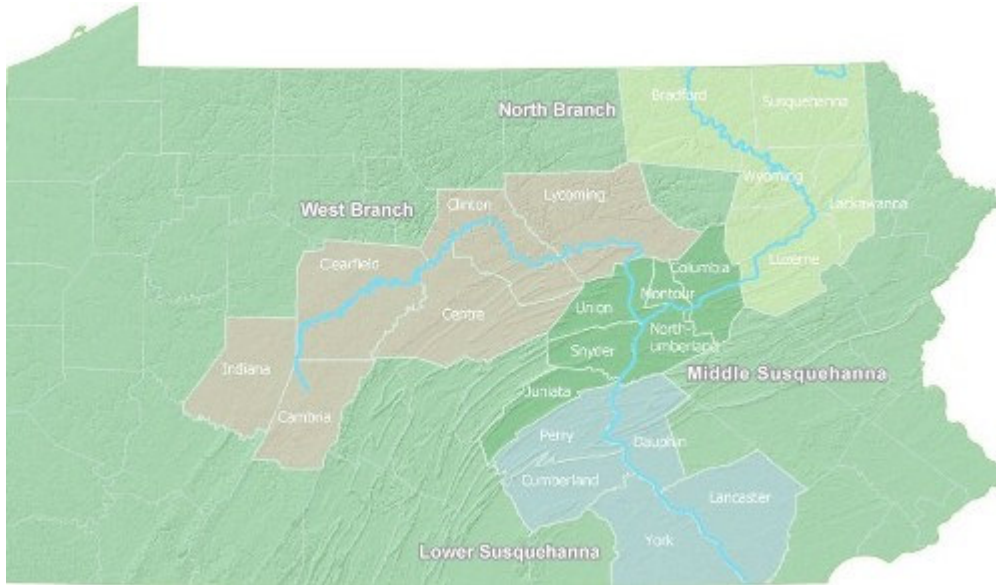 Bradford
Susquehanna
North Branch
Wyoming
Lycoming
Clinton
Lackawanna
West Branch
Luzerne
Clearfield
Columbia
Montour
Union
Centre
North-
umberland
Snyder
Indiana
Middle Susquehanna
Juniata
Cambria
Perry
Dauphin
Cumberland
Lancaster
York
Lower Susquehanna